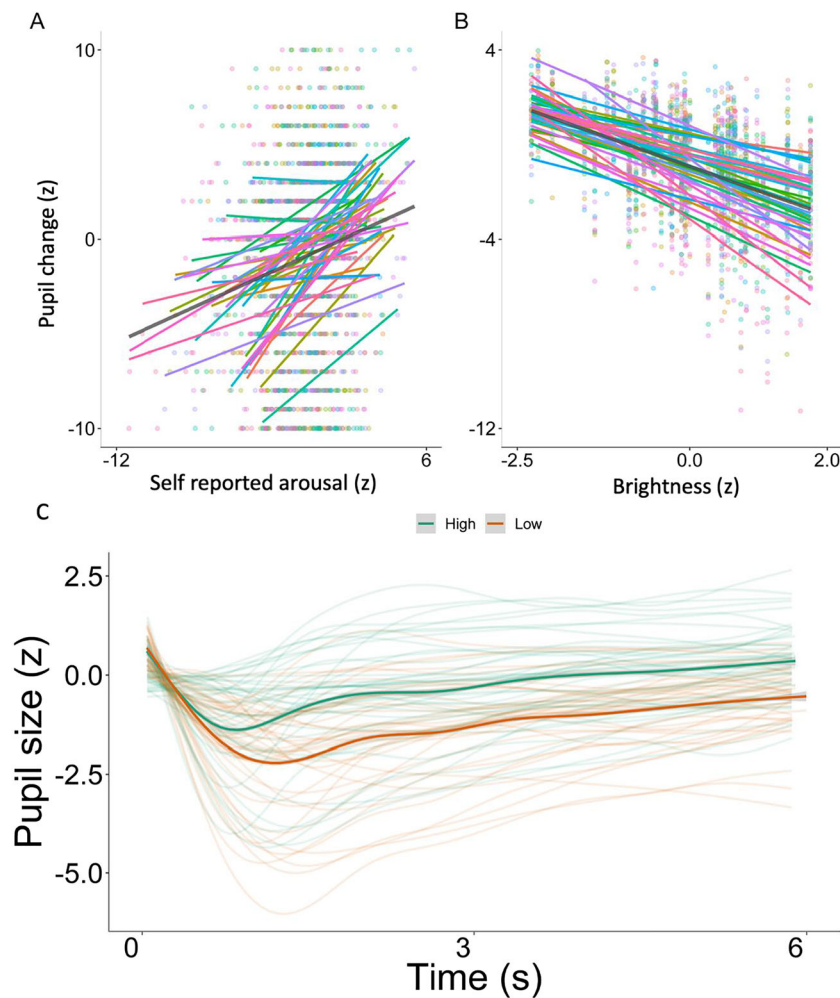 A
10
0
-10
Pupil change (z)
-12
6
Self reported arousal (z)
B
4
-4
-12
-2.5
0.0
2.0
Brightness (z)
C
High
Low
2.5
0.0
-2.5
-5.0
Pupil size (z)
0
3
6
Time (s)